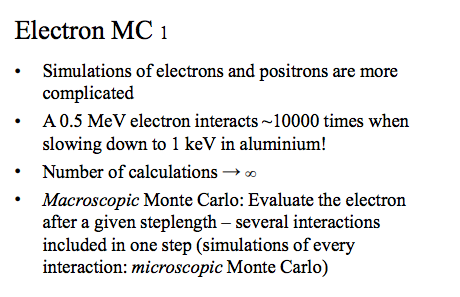 Electron MC 1
• Simulations of electrons and positrons are more
complicated
• A 0.5 MeV electron interacts ~10000 times when
slowing down to 1 keV in aluminium!
• Number of calculations → ∞
• Macroscopic Monte Carlo: Evaluate the electron
after a given steplength – several interactions
included in one step (simulations of every
interaction: microscopic Monte Carlo)